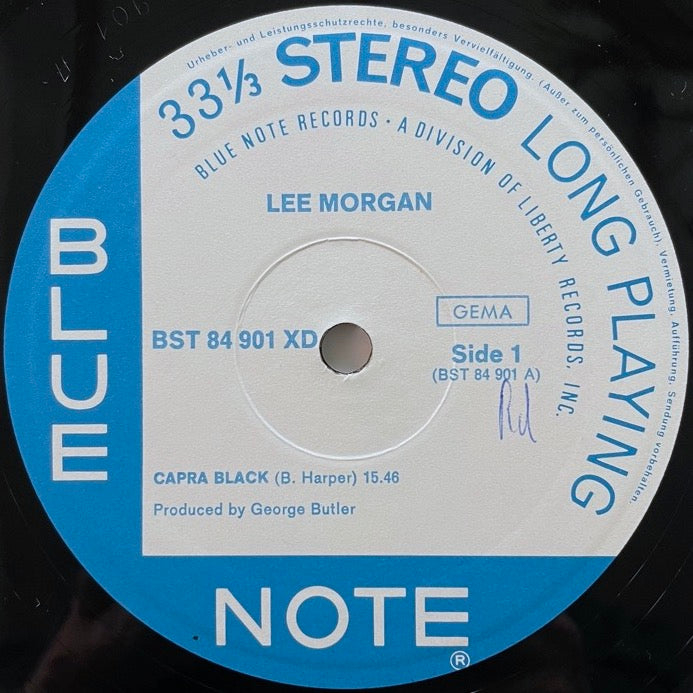 Urheber- und Leistungsschutzrechte, besonders Vervielfältigung, (Außer zum persönlichen Gebrauch), Vermietung, Aufführung, Sendung vorbehalten.
33⅓ STEREO LONG PLAYING
BLUE NOTE RECORDS · A DIVISION OF LIBERTY RECORDS, INC.
LEE MORGAN
GEMA
BST 84 901 XD
Side 1
(BST 84 901 A)
Rd
CAPRA BLACK (B. Harper) 15.46
Produced by George Butler
BLUE
NOTE
®